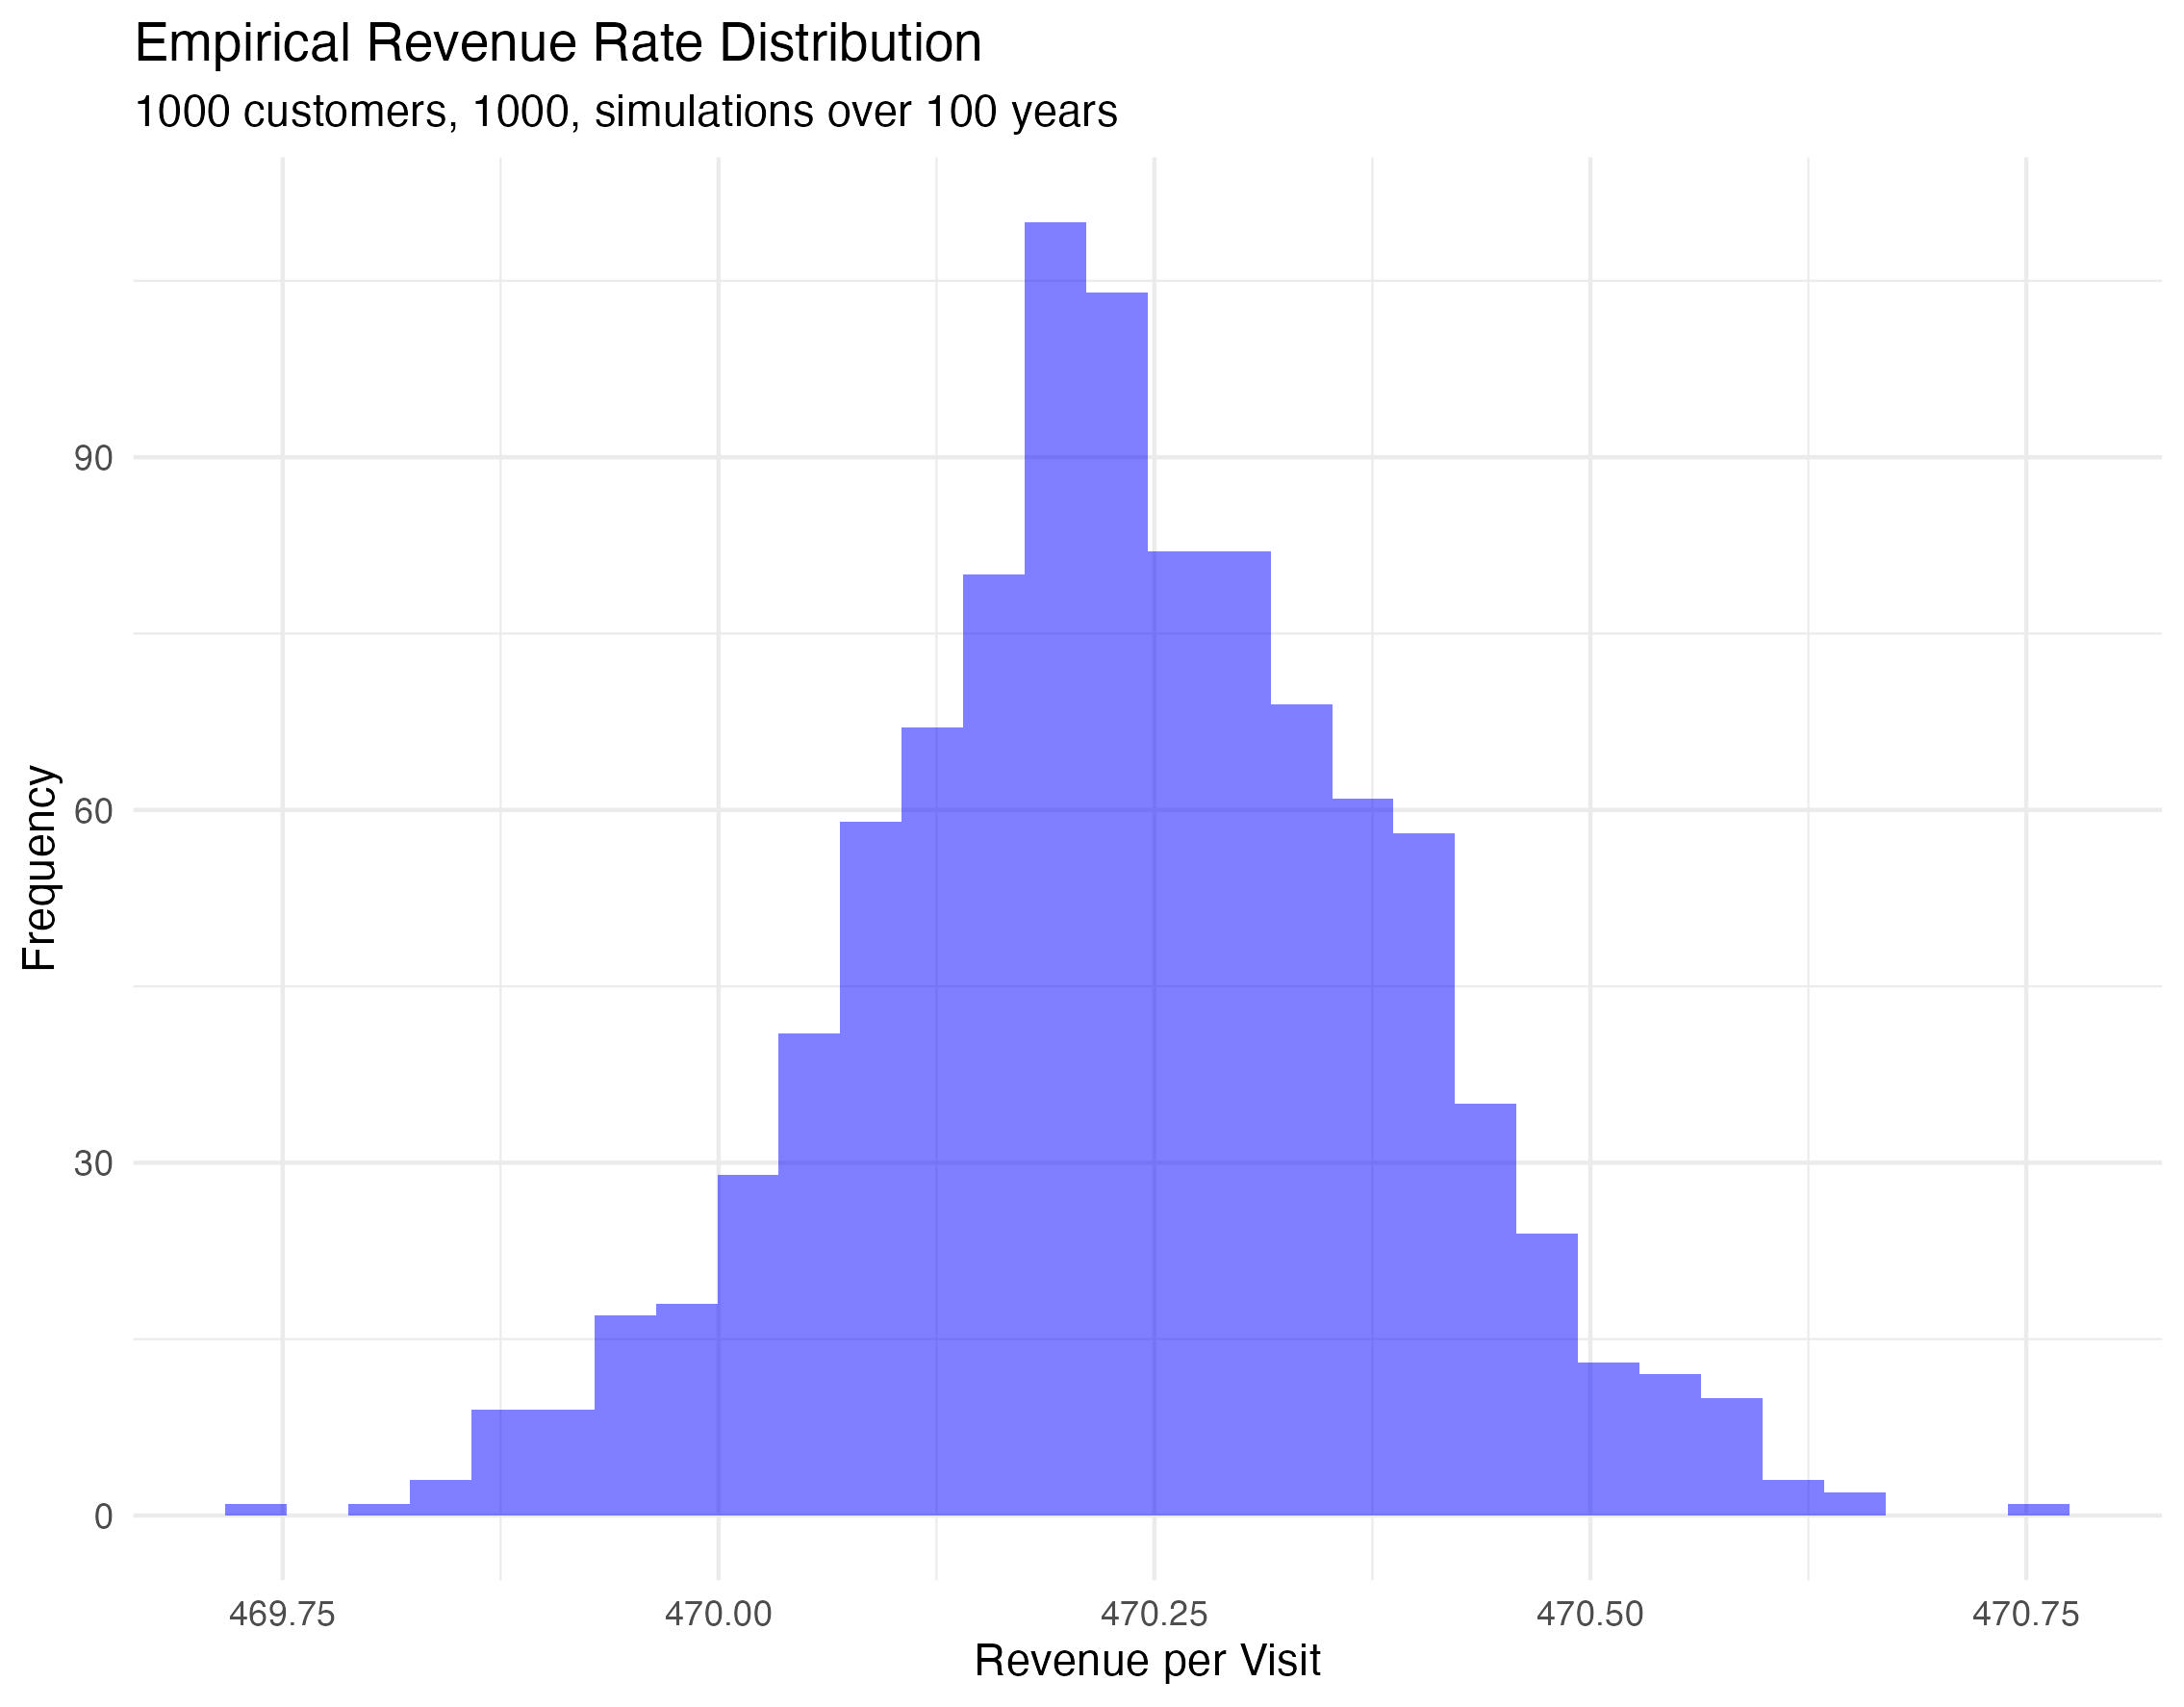 Empirical Revenue Rate Distribution
1000 customers, 1000, simulations over 100 years
Frequency
90
60
30
0
469.75 470.00 470.25 470.50 470.75
Revenue per Visit